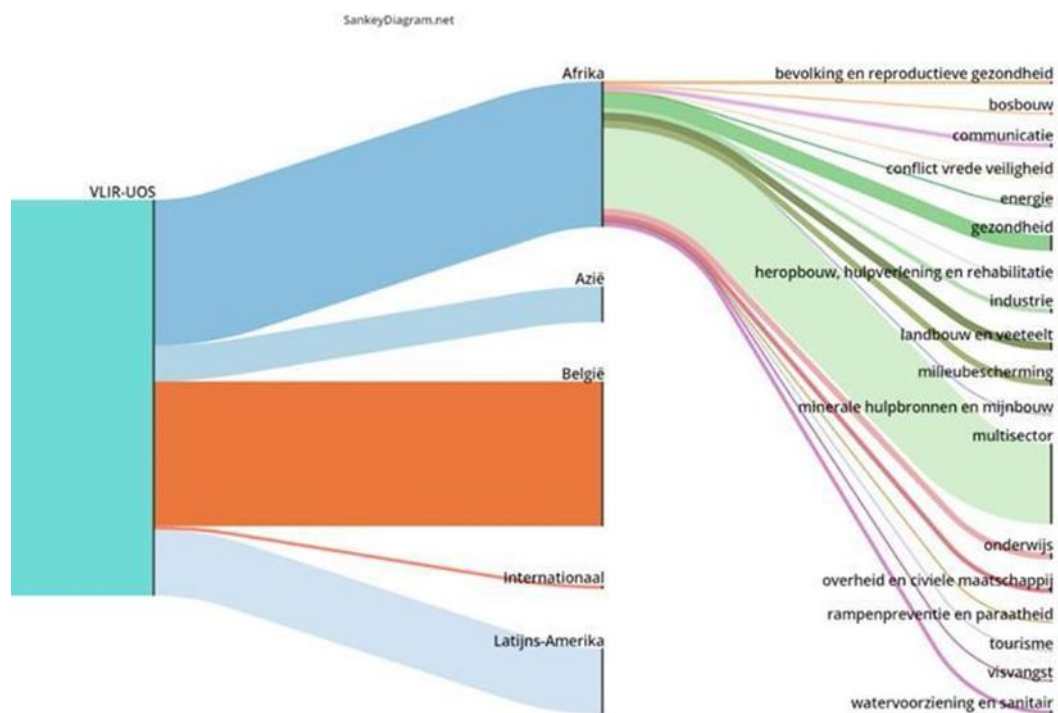 SankeyDiagram.net
Afrika
bevolking en reproductieve gezondheid
bosbouw
communicatie
conflict vrede veiligheid
VLIR-UOS
energie
gezondheid
Azië
heropbouw, hulpverlening en rehabilitatie
industrie
landbouw en veeteelt
België
milieubescherming
minerale hulpbronnen en mijnbouw
multisector
onderwijs
Internationaal
overheid en civiele maatschappij
rampenpreventie en paraatheid
Latijns-Amerika
tourisme
visvangst
watervoorziening en sanitair